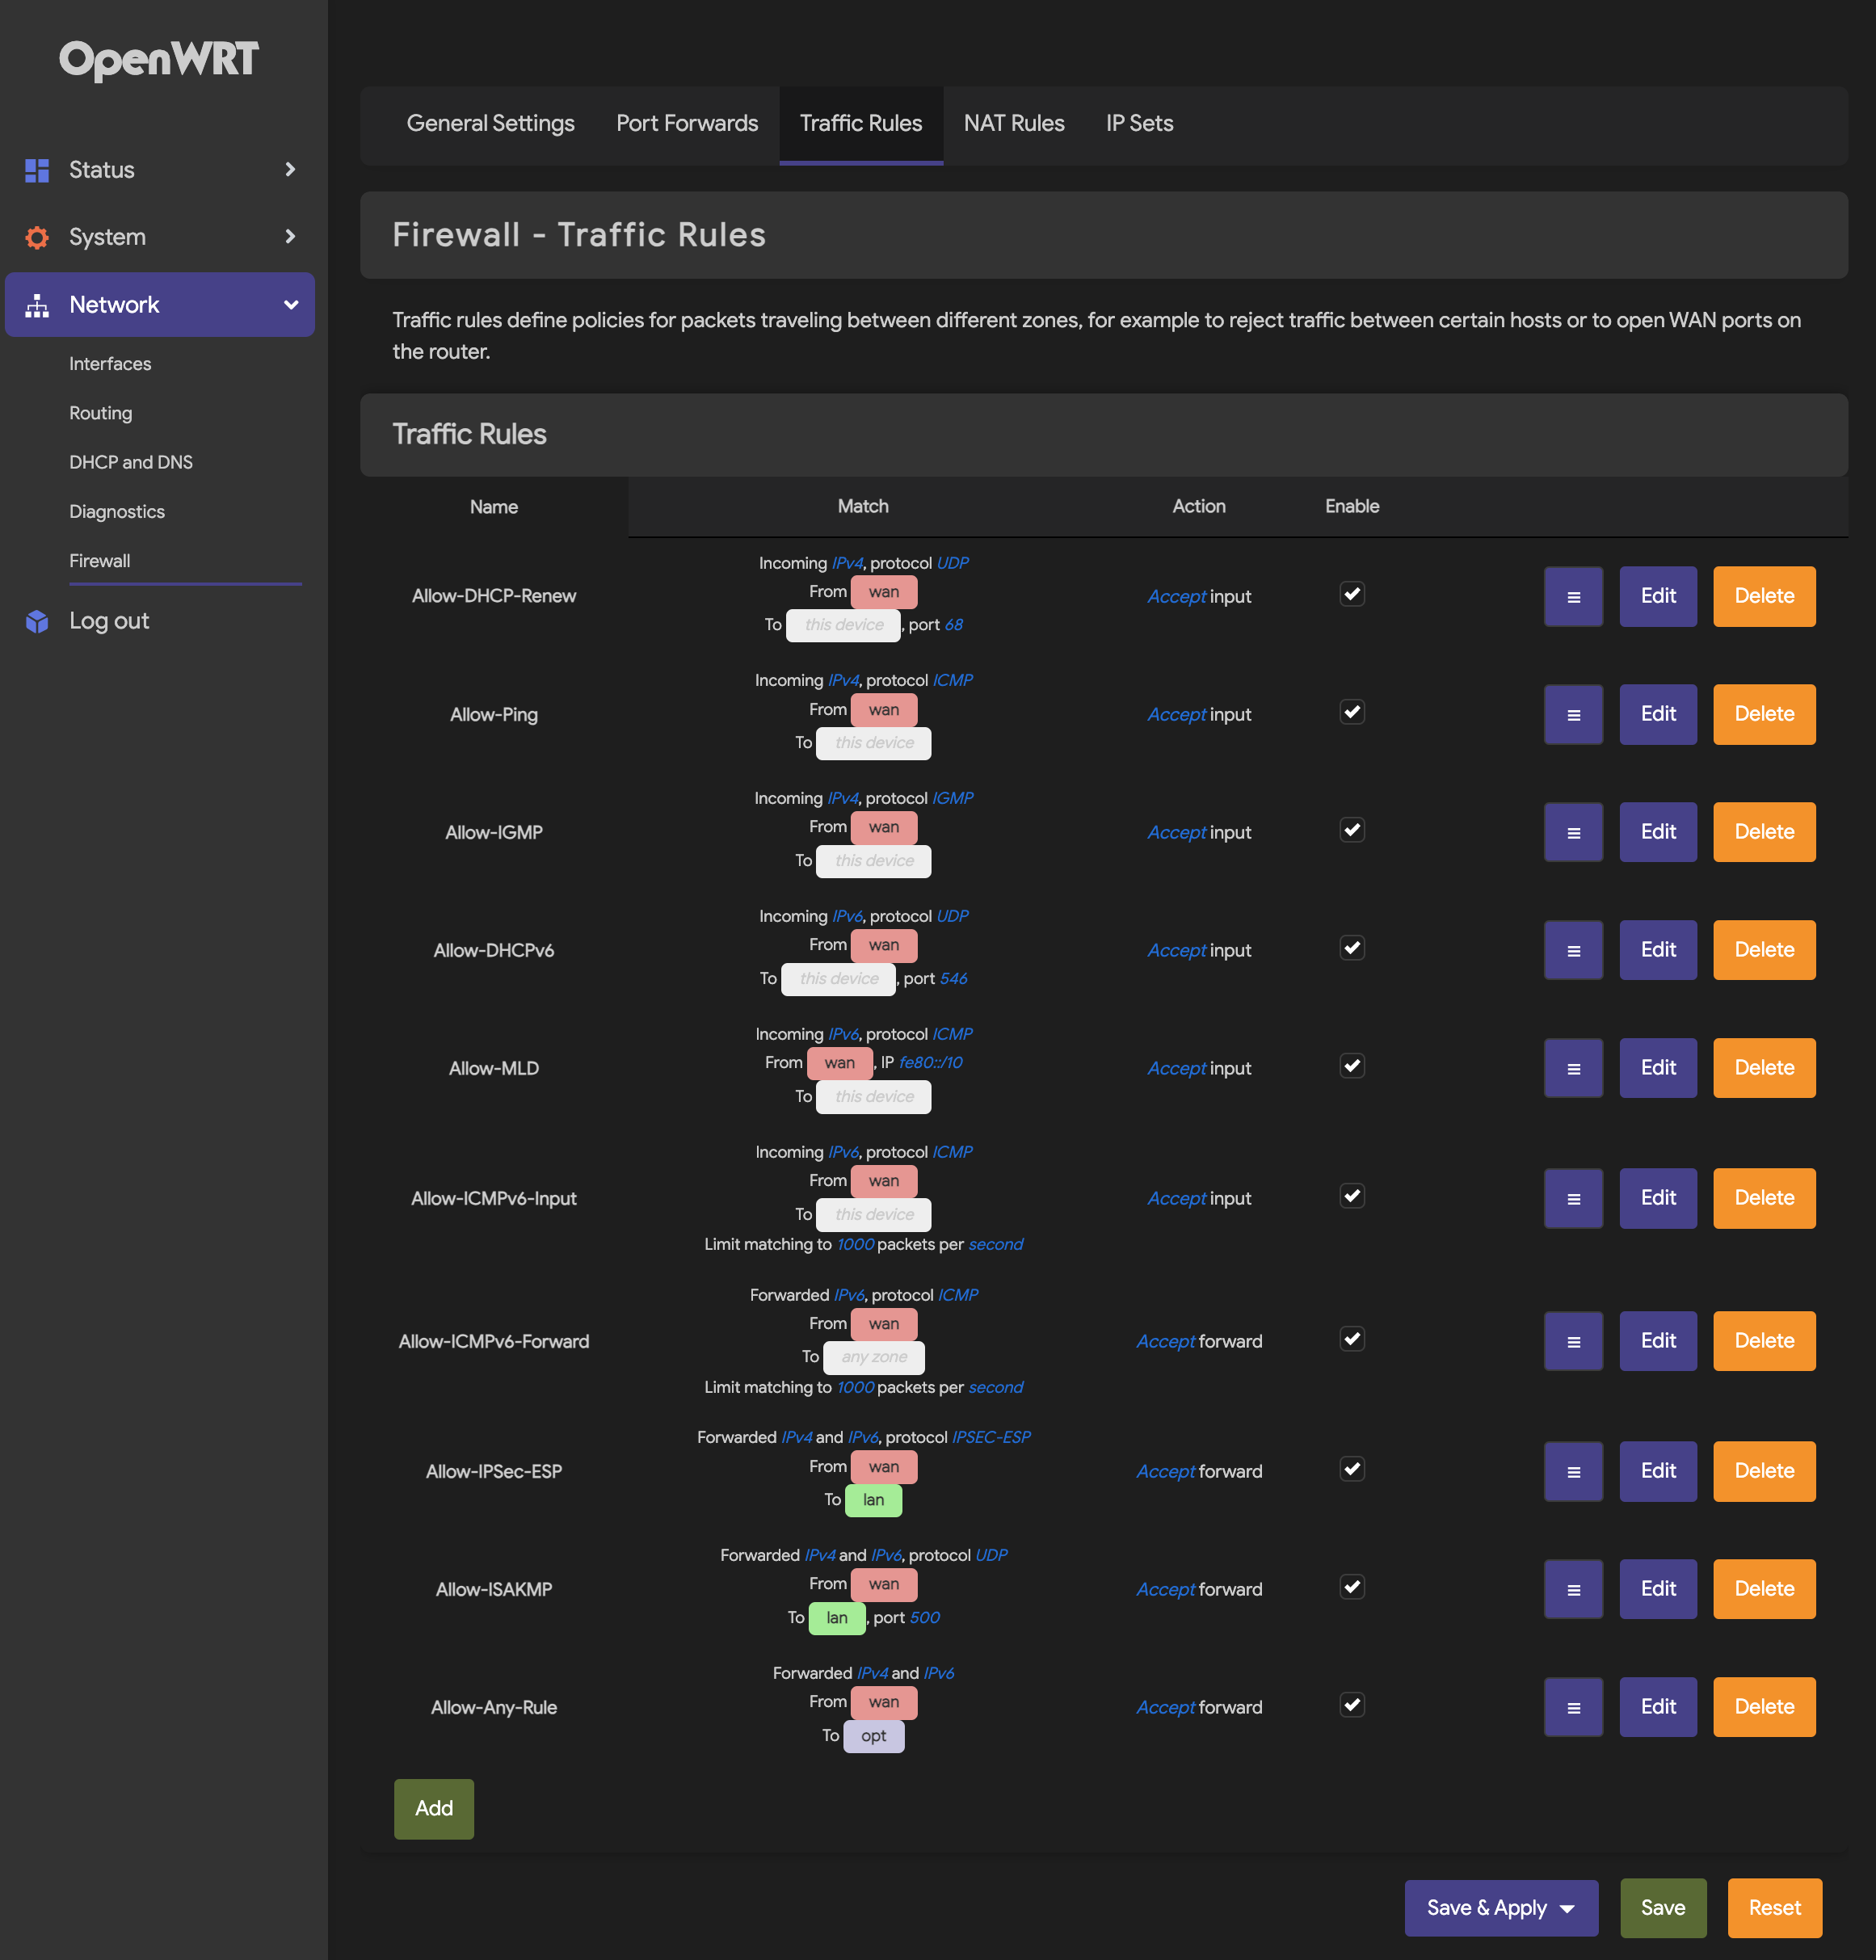 OpenWRT
Status
System
Network
Interfaces
Routing
DHCP and DNS
Diagnostics
Firewall
Log out
General Settings
Port Forwards
Traffic Rules
NAT Rules
IP Sets
Firewall - Traffic Rules
Traffic rules define policies for packets traveling between different zones, for example to reject traffic between certain hosts or to open WAN ports on
the router.
Traffic Rules
Name Match Action Enable
Allow-DHCP-Renew
Incoming IPv4, protocol UDP
From wan
To this device, port 68
Accept input
Edit
Delete
Allow-Ping
Incoming IPv4, protocol ICMP
From wan
To this device
Accept input
Edit
Delete
Allow-IGMP
Incoming IPv4, protocol IGMP
From wan
To this device
Accept input
Edit
Delete
Allow-DHCPv6
Incoming IPv6, protocol UDP
From wan
To this device, port 546
Accept input
Edit
Delete
Allow-MLD
Incoming IPv6, protocol ICMP
From wan, IP fe80::/10
To this device
Accept input
Edit
Delete
Allow-ICMPv6-Input
Incoming IPv6, protocol ICMP
From wan
To this device
Limit matching to 1000 packets per second
Accept input
Edit
Delete
Allow-ICMPv6-Forward
Forwarded IPv6, protocol ICMP
From wan
To any zone
Limit matching to 1000 packets per second
Accept forward
Edit
Delete
Allow-IPSec-ESP
Forwarded IPv4 and IPv6, protocol IPSEC-ESP
From wan
To lan
Accept forward
Edit
Delete
Allow-ISAKMP
Forwarded IPv4 and IPv6, protocol UDP
From wan
To lan, port 500
Accept forward
Edit
Delete
Allow-Any-Rule
Forwarded IPv4 and IPv6
From wan
To opt
Accept forward
Edit
Delete
Add
Save & Apply
Save
Reset